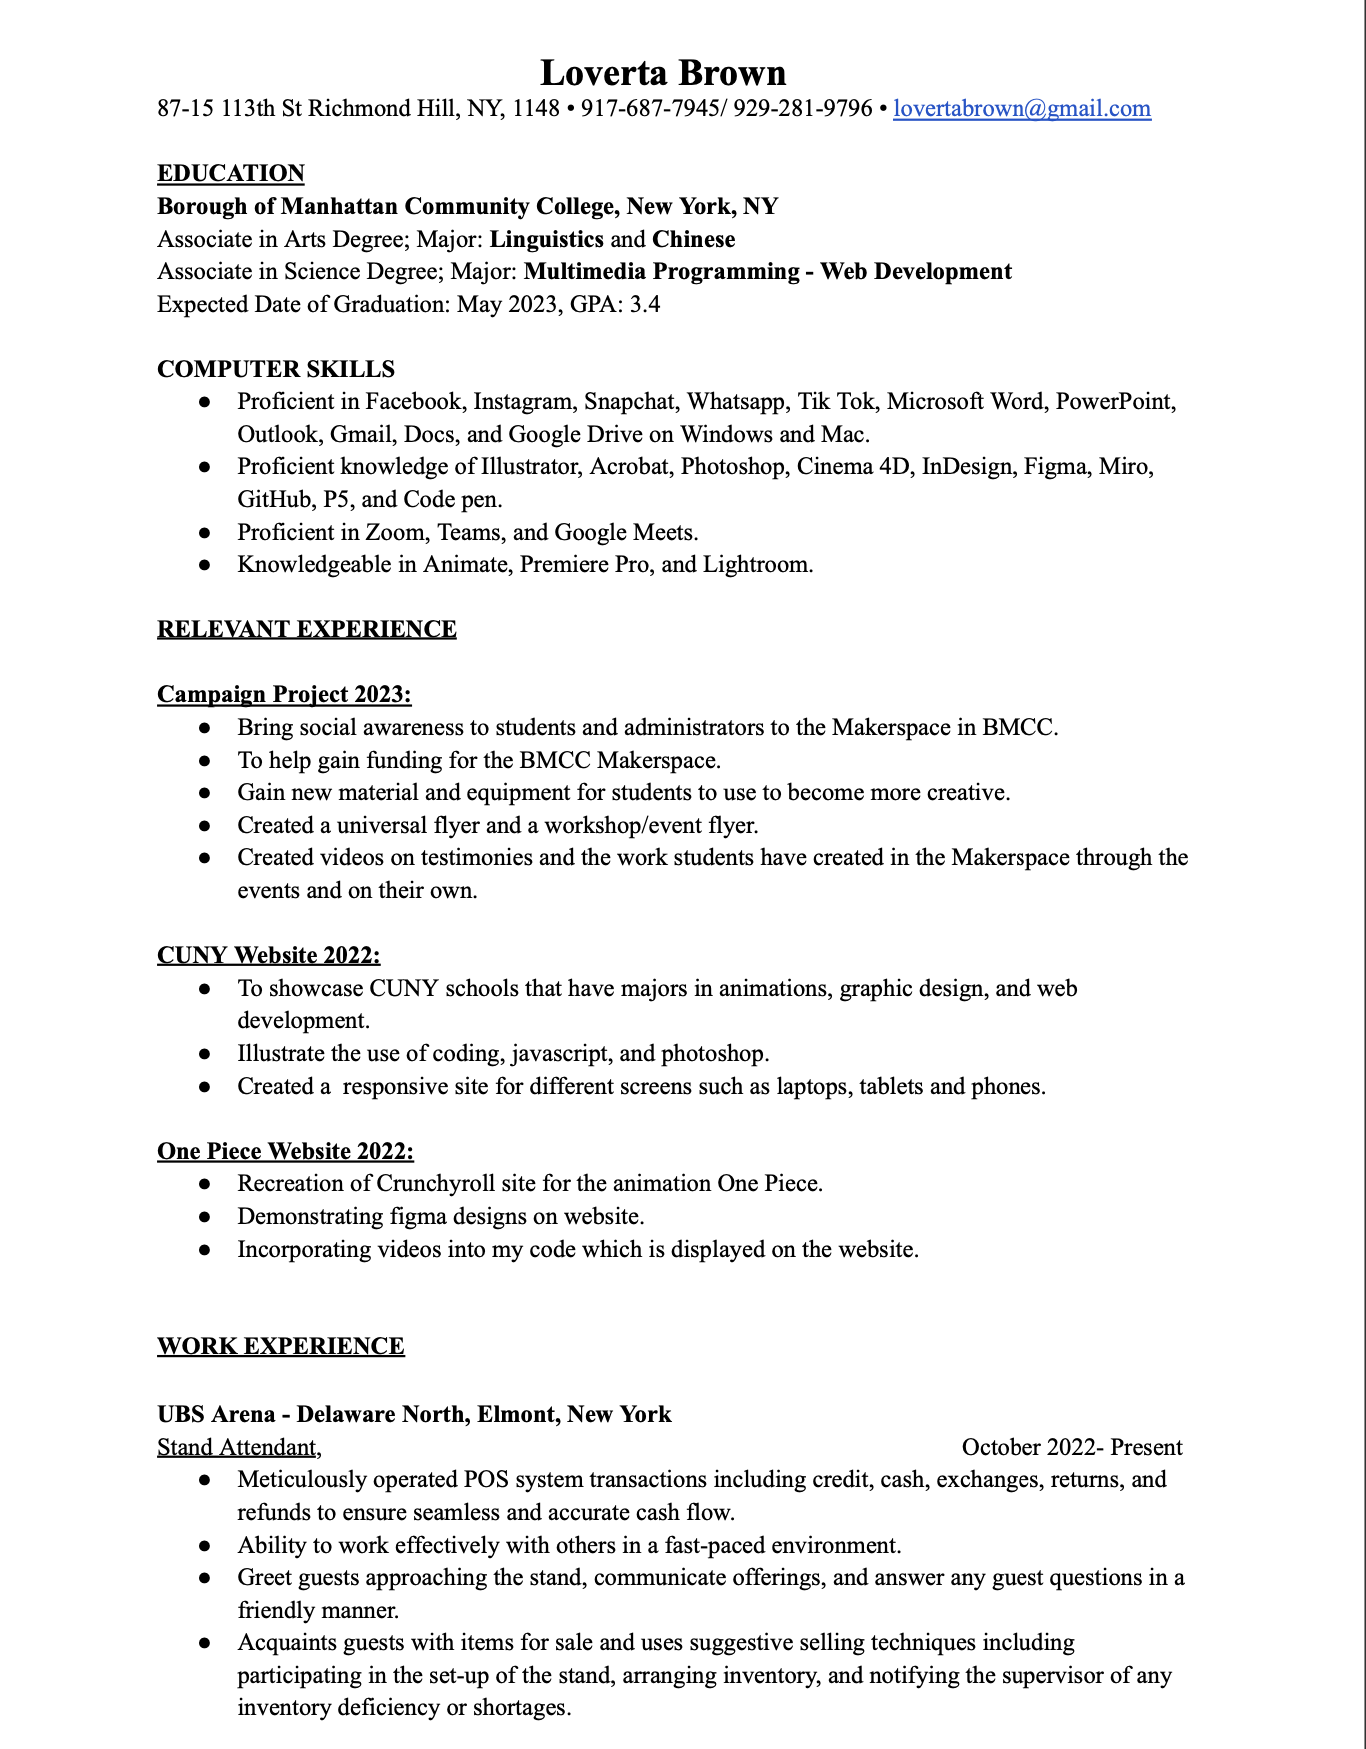 Loverta Brown
87-15 113th St Richmond Hill, NY, 1148 • 917-687-7945/ 929-281-9796 • lovertabrown@gmail.com
EDUCATION
Borough of Manhattan Community College, New York, NY
Associate in Arts Degree; Major: Linguistics and Chinese
Associate in Science Degree; Major: Multimedia Programming - Web Development
Expected Date of Graduation: May 2023, GPA: 3.4
COMPUTER SKILLS
● Proficient in Facebook, Instagram, Snapchat, Whatsapp, Tik Tok, Microsoft Word, PowerPoint,
Outlook, Gmail, Docs, and Google Drive on Windows and Mac.
● Proficient knowledge of Illustrator, Acrobat, Photoshop, Cinema 4D, InDesign, Figma, Miro,
GitHub, P5, and Code pen.
● Proficient in Zoom, Teams, and Google Meets.
● Knowledgeable in Animate, Premiere Pro, and Lightroom.
RELEVANT EXPERIENCE
Campaign Project 2023:
● Bring social awareness to students and administrators to the Makerspace in BMCC.
● To help gain funding for the BMCC Makerspace.
● Gain new material and equipment for students to use to become more creative.
● Created a universal flyer and a workshop/event flyer.
● Created videos on testimonies and the work students have created in the Makerspace through the
events and on their own.
CUNY Website 2022:
● To showcase CUNY schools that have majors in animations, graphic design, and web
development.
● Illustrate the use of coding, javascript, and photoshop.
● Created a  responsive site for different screens such as laptops, tablets and phones.
One Piece Website 2022:
● Recreation of Crunchyroll site for the animation One Piece.
● Demonstrating figma designs on website.
● Incorporating videos into my code which is displayed on the website.
WORK EXPERIENCE
UBS Arena - Delaware North, Elmont, New York
Stand Attendant, October 2022- Present
● Meticulously operated POS system transactions including credit, cash, exchanges, returns, and
refunds to ensure seamless and accurate cash flow.
● Ability to work effectively with others in a fast-paced environment.
● Greet guests approaching the stand, communicate offerings, and answer any guest questions in a
friendly manner.
● Acquaints guests with items for sale and uses suggestive selling techniques including
participating in the set-up of the stand, arranging inventory, and notifying the supervisor of any
inventory deficiency or shortages.